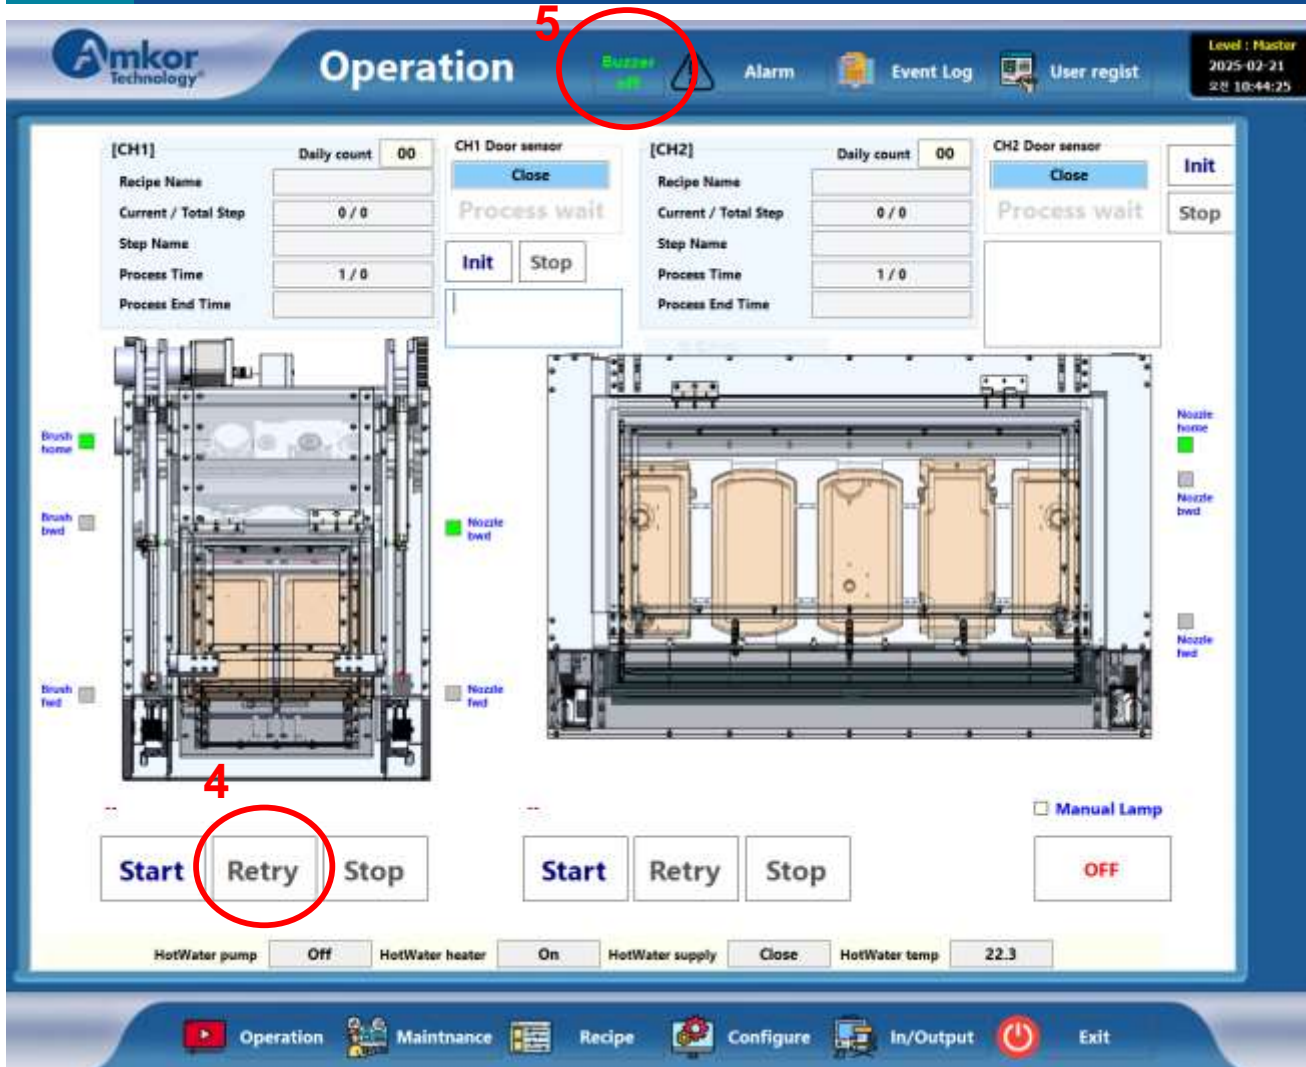 5
Amkor
Technology®
Operation
Buzzer
off
Alarm
Event Log
User regist
Level : Master
2025-02-21
오전 10:44:25
[CH1]
Daily count
00
Recipe Name
Current / Total Step
0 / 0
Step Name
Process Time
1 / 0
Process End Time
CH1 Door sensor
Close
Process wait
Init
Stop
[CH2]
Daily count
00
Recipe Name
Current / Total Step
0 / 0
Step Name
Process Time
1 / 0
Process End Time
CH2 Door sensor
Close
Process wait
Init
Stop
Brush
home
Brush
bwd
Brush
fwd
Nozzle
bwd
Nozzle
fwd
Nozzle
home
Nozzle
bwd
Nozzle
fwd
4
--
--
Manual Lamp
Start
Retry
Stop
Start
Retry
Stop
OFF
HotWater pump
Off
HotWater heater
On
HotWater supply
Close
HotWater temp
22.3
Operation
Maintnance
Recipe
Configure
In/Output
Exit